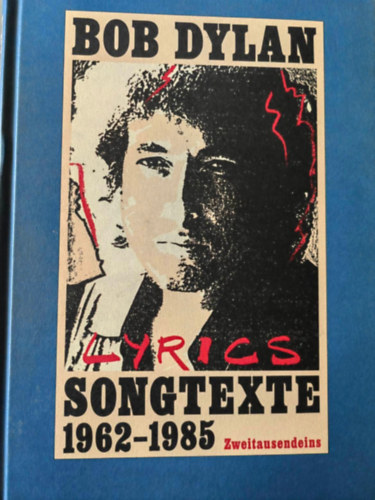 BOB DYLAN
LYRICS
SONGTEXTE
1962–1985 Zweitausendeins